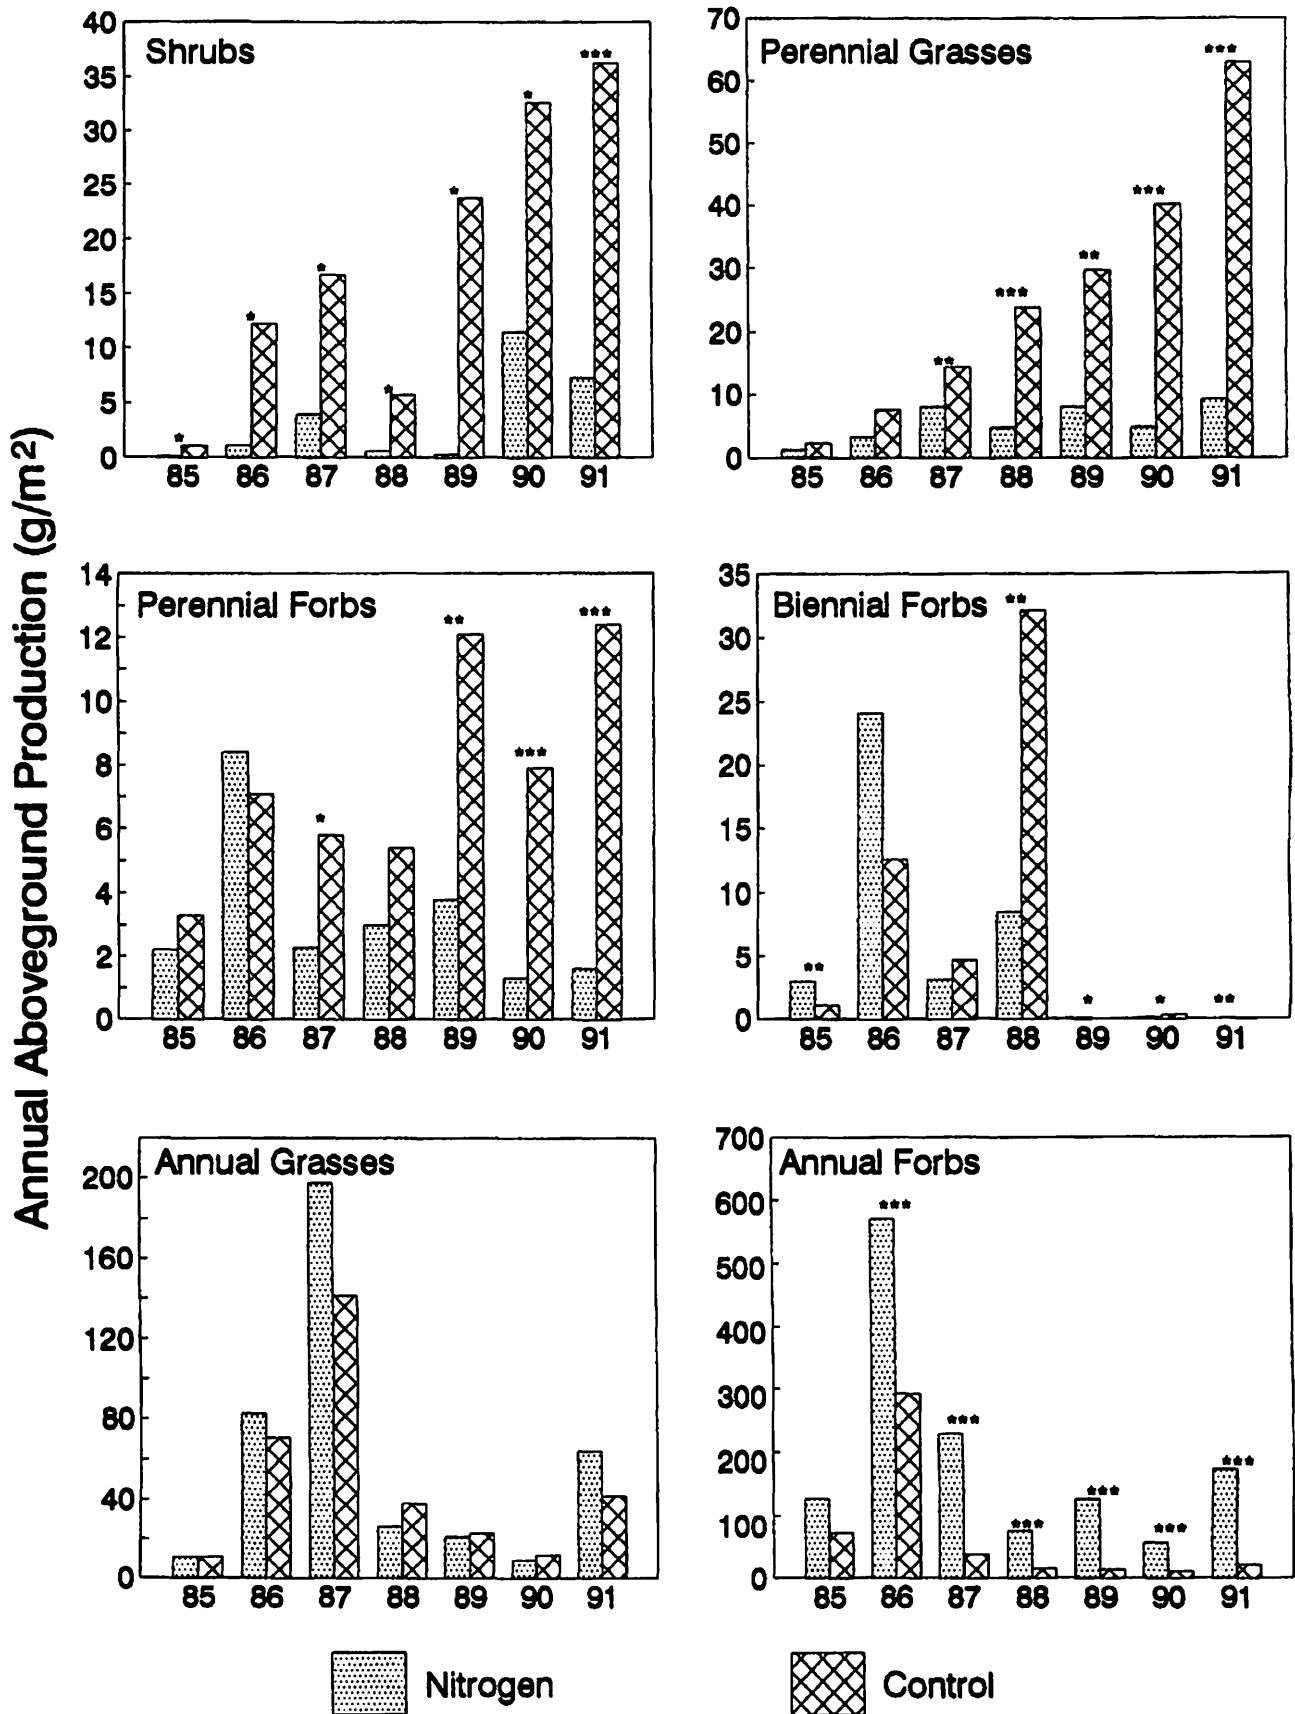 Annual Aboveground Production (g/m2)
Shrubs
40
35
30
25
20
15
10
5
0
* * * * * * ***
85 86 87 88 89 90 91
Perennial Grasses
70
60
50
40
30
20
10
0
** *** ** *** ***
85 86 87 88 89 90 91
Perennial Forbs
14
12
10
8
6
4
2
0
* ** *** ***
85 86 87 88 89 90 91
Biennial Forbs
35
30
25
20
15
10
5
0
** ** * * **
85 86 87 88 89 90 91
Annual Grasses
200
160
120
80
40
0
85 86 87 88 89 90 91
Annual Forbs
700
600
500
400
300
200
100
0
*** *** *** *** *** ***
85 86 87 88 89 90 91
Nitrogen
Control